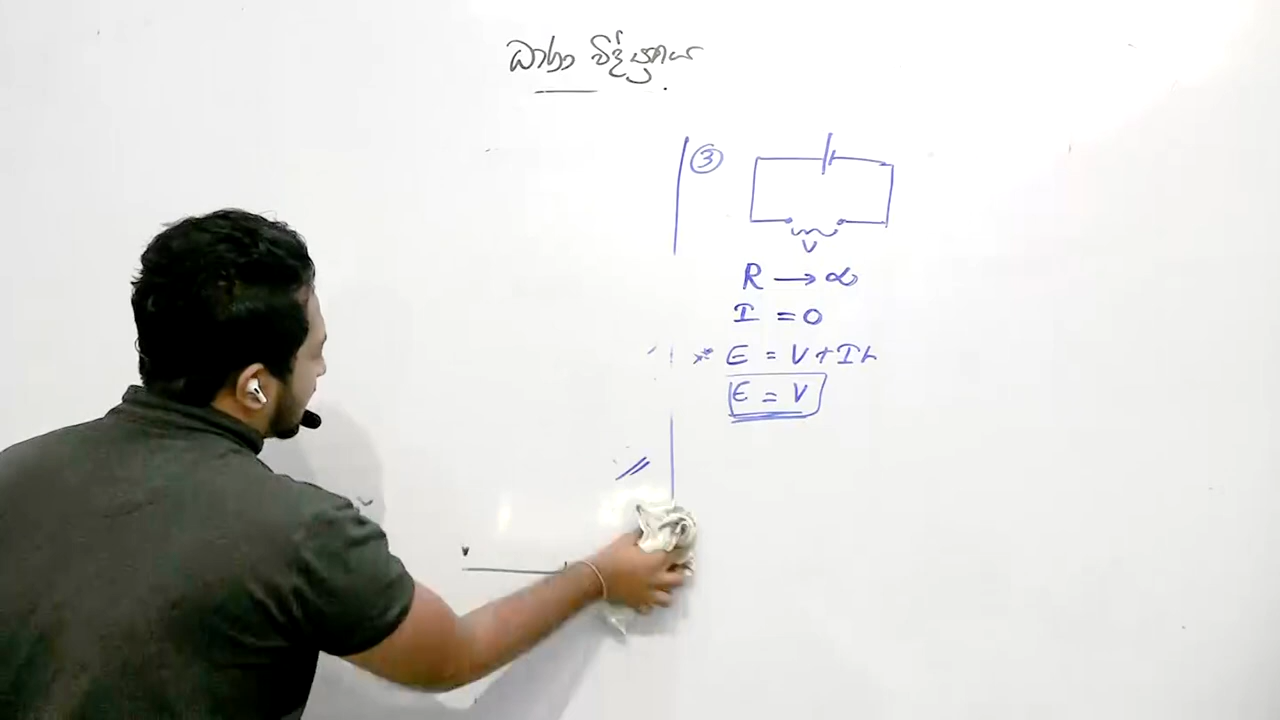 ධාරා විද්‍යුතය
③
V
R → ∞
I = 0
* E = V + Ir
E = V